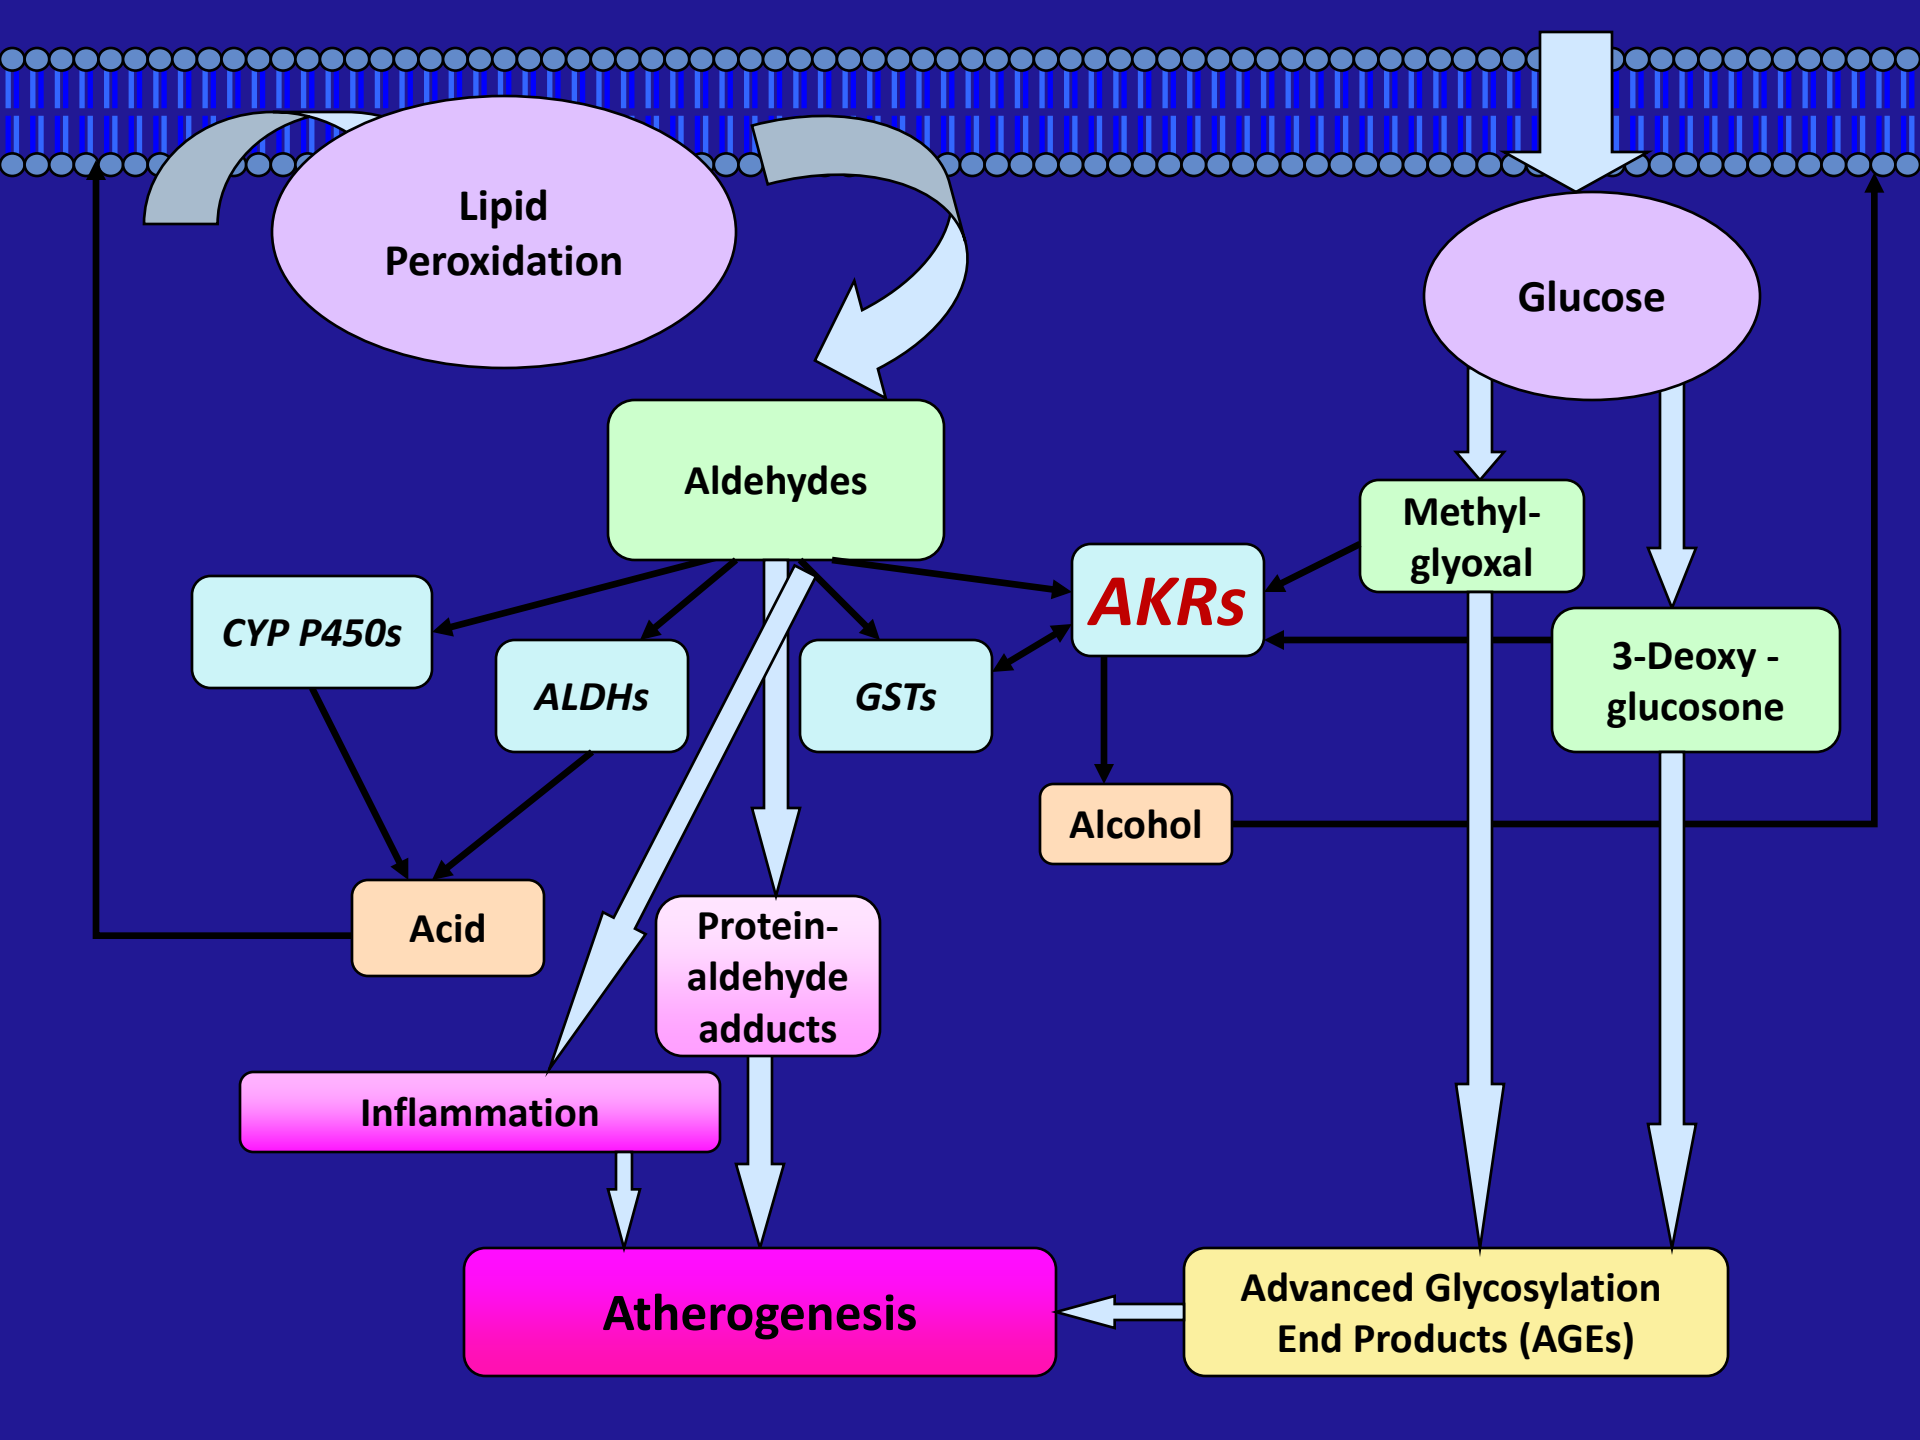 Lipid
Peroxidation
Glucose
Aldehydes
Methyl-
glyoxal
AKRs
CYP P450s
ALDHs
GSTs
3-Deoxy -
glucosone
Alcohol
Acid
Protein-
aldehyde
adducts
Inflammation
Atherogenesis
Advanced Glycosylation
End Products (AGEs)